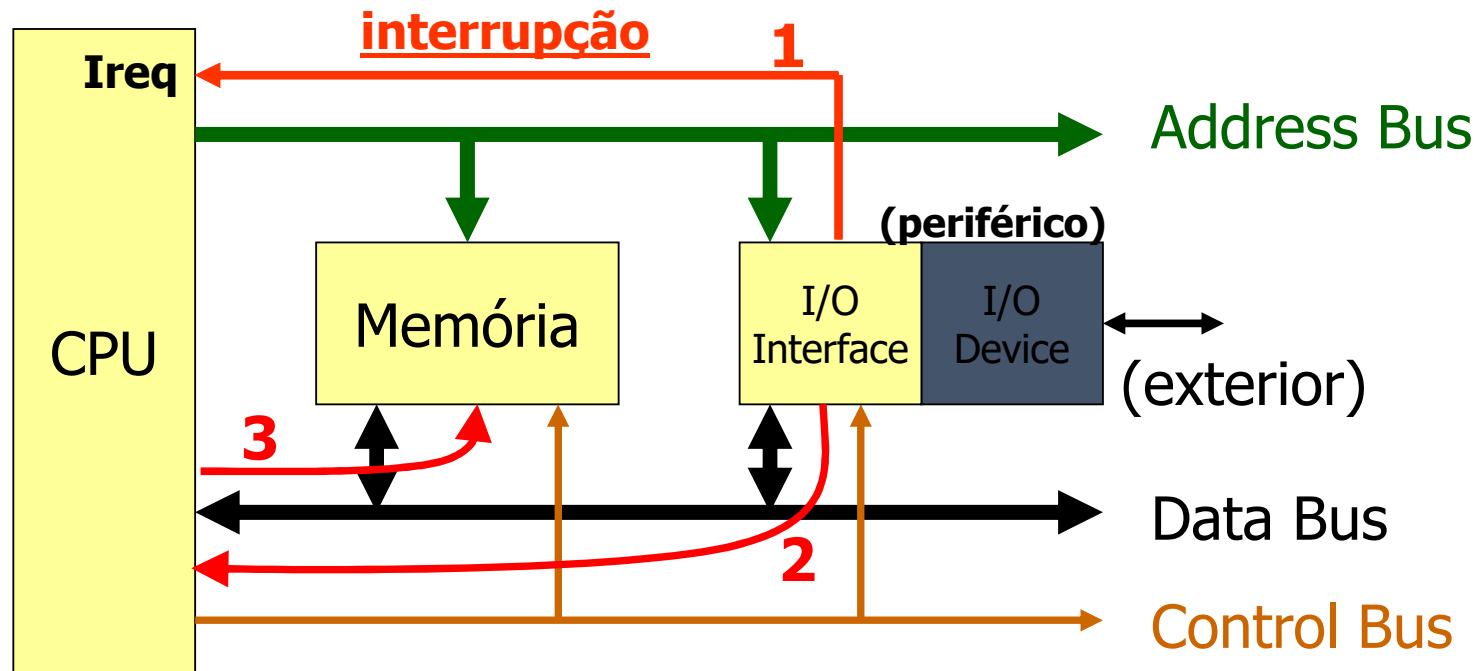 interrupção
1
Ireq
Address Bus
(periférico)
CPU
Memória
I/O
Interface
I/O
Device
(exterior)
3
Data Bus
2
Control Bus